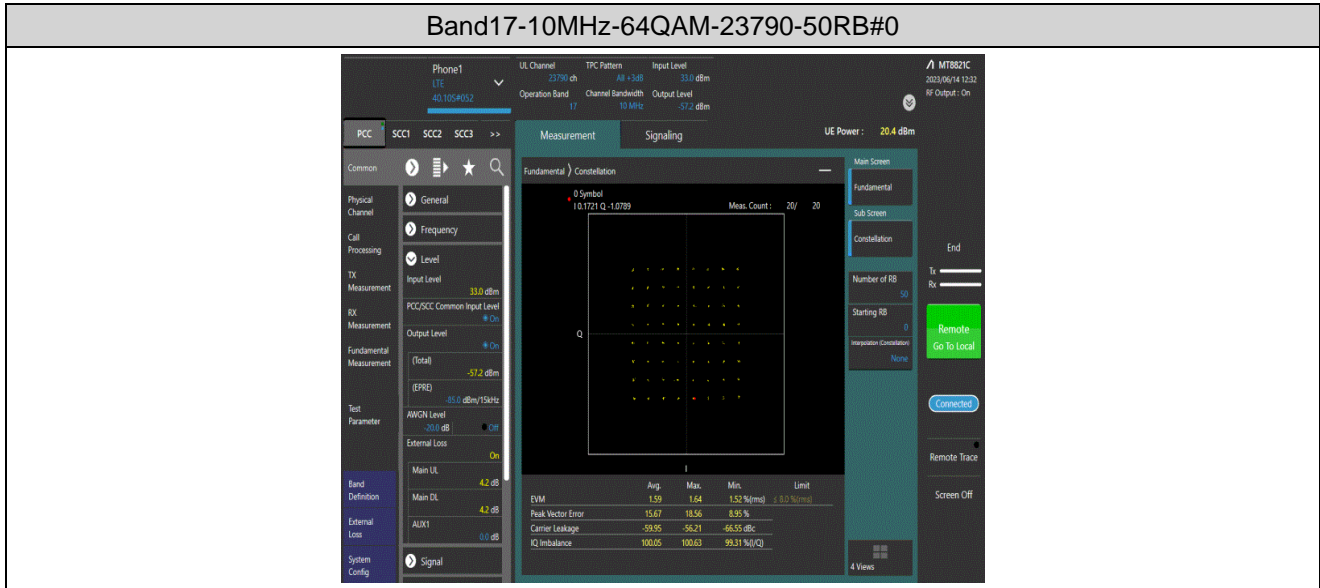 Band17-10MHz-64QAM-23790-50RB#0
Phone1
LTE
40.105#052
UL Channel
23790 ch
TPC Pattern
All +3dB
Input Level
33.0 dBm
Operation Band
17
Channel Bandwidth
10 MHz
Output Level
-57.2 dBm
MT8821C
2023/06/14 12:32
RF Output : On
PCC SCC1 SCC2 SCC3 >>
Measurement Signaling
UE Power : 20.4 dBm
Common
Physical
Channel
Call
Processing
TX
Measurement
RX
Measurement
Fundamental
Measurement
Test
Parameter
Band
Definition
External
Loss
System
Config
General
Frequency
Level
Input Level
33.0 dBm
PCC/SCC Common Input Level
On
Output Level
On
(Total)
-57.2 dBm
(EPRE)
-85.0 dBm/15kHz
AWGN Level
-20.0 dB Off
External Loss
On
Main UL
4.2 dB
Main DL
4.2 dB
AUX1
0.0 dB
Signal
Fundamental 〉 Constellation
0 Symbol
I 0.1721 Q -1.0789
Meas. Count : 20/ 20
Q
I
Avg. Max. Min. Limit
EVM 1.59 1.64 1.52 %(rms) ≤ 8.0 %(rms)
Peak Vector Error 15.67 18.56 8.95 %
Carrier Leakage -59.95 -56.21 -66.55 dBc
IQ Imbalance 100.05 100.63 99.31 %(I/Q)
Main Screen
Fundamental
Sub Screen
Constellation
Number of RB
50
Starting RB
0
Interpolation (Constellation)
None
4 Views
End
Tx
Rx
Remote
Go To Local
Connected
Remote Trace
Screen Off